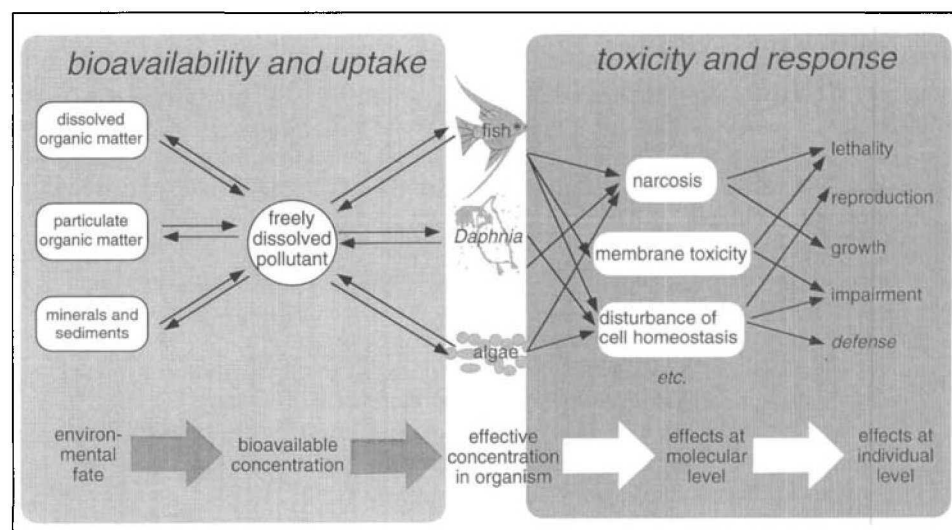 bioavailability and uptake
toxicity and response
dissolved
organic matter
particulate
organic matter
minerals and
sediments
freely
dissolved
pollutant
fish
Daphnia
algae
narcosis
membrane toxicity
disturbance of
cell homeostasis
etc.
lethality
reproduction
growth
impairment
defense
environ-
mental
fate
bioavailable
concentration
effective
concentration
in organism
effects at
molecular
level
effects at
individual
level